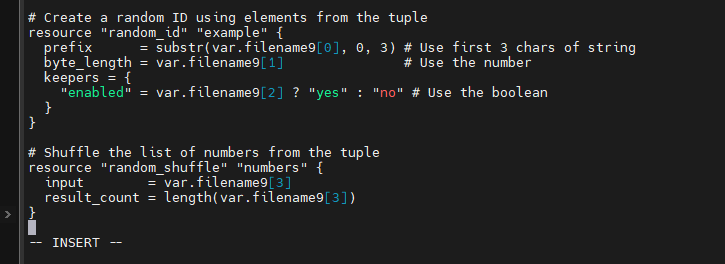 # Create a random ID using elements from the tuple
resource "random_id" "example" {
  prefix      = substr(var.filename9[0], 0, 3) # Use first 3 chars of string
  byte_length = var.filename9[1]               # Use the number
  keepers = {
    "enabled" = var.filename9[2] ? "yes" : "no" # Use the boolean
  }
}

# Shuffle the list of numbers from the tuple
resource "random_shuffle" "numbers" {
  input        = var.filename9[3]
  result_count = length(var.filename9[3])
}
-- INSERT --